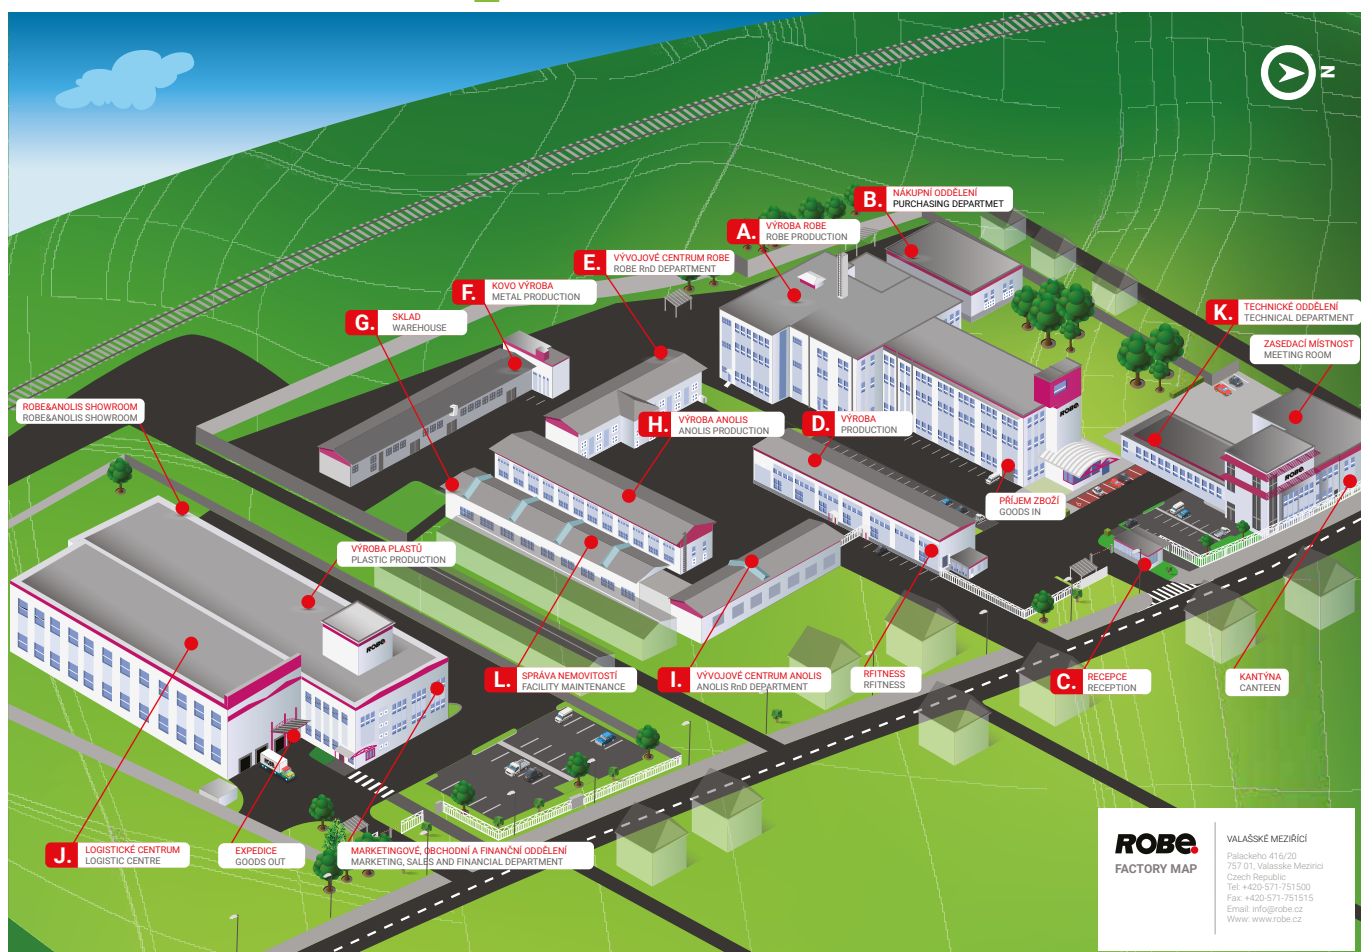 N
B.
NÁKUPNÍ ODDĚLENÍ
PURCHASING DEPARTMET
A.
VÝROBA ROBE
ROBE PRODUCTION
E.
VÝVOJOVÉ CENTRUM ROBE
ROBE RnD DEPARTMENT
F.
KOVO VÝROBA
METAL PRODUCTION
G.
SKLAD
WAREHOUSE
K.
TECHNICKÉ ODDĚLENÍ
TECHNICAL DEPARTMENT
ZASEDACÍ MÍSTNOST
MEETING ROOM
ROBE&ANOLIS SHOWROOM
ROBE&ANOLIS SHOWROOM
H.
VÝROBA ANOLIS
ANOLIS PRODUCTION
D.
VÝROBA
PRODUCTION
ROBE
ROBE
PŘÍJEM ZBOŽÍ
GOODS IN
VÝROBA PLASTŮ
PLASTIC PRODUCTION
ROBE
L.
SPRÁVA NEMOVITOSTÍ
FACILITY MAINTENANCE
I.
VÝVOJOVÉ CENTRUM ANOLIS
ANOLIS RnD DEPARTMENT
RFITNESS
RFITNESS
C.
RECEPCE
RECEPTION
KANTÝNA
CANTEEN
J.
LOGISTICKÉ CENTRUM
LOGISTIC CENTRE
EXPEDICE
GOODS OUT
MARKETINGOVÉ, OBCHODNÍ A FINANČNÍ ODDĚLENÍ
MARKETING, SALES AND FINANCIAL DEPARTMENT
ROBE.
FACTORY MAP
VALAŠSKÉ MEZIŘÍČÍ
Palackeho 416/20
757 01, Valasske Mezirici
Czech Republic
Tel: +420-571-751500
Fax: +420-571-751515
Email: info@robe.cz
Www: www.robe.cz